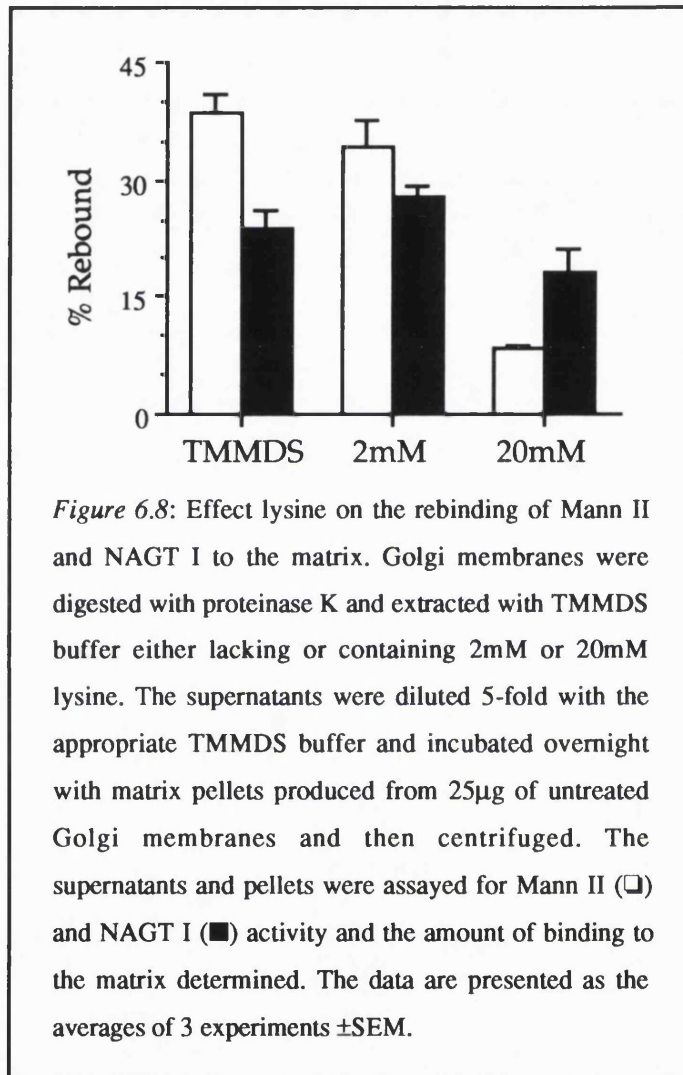 45
30
15
0
% Rebound
TMMDS 2mM 20mM
Figure 6.8: Effect lysine on the rebinding of Mann II
and NAGT I to the matrix. Golgi membranes were
digested with proteinase K and extracted with TMMDS
buffer either lacking or containing 2mM or 20mM
lysine. The supernatants were diluted 5-fold with the
appropriate TMMDS buffer and incubated overnight
with matrix pellets produced from 25µg of untreated
Golgi membranes and then centrifuged. The
supernatants and pellets were assayed for Mann II (❑)
and NAGT I (■) activity and the amount of binding to
the matrix determined. The data are presented as the
averages of 3 experiments ±SEM.